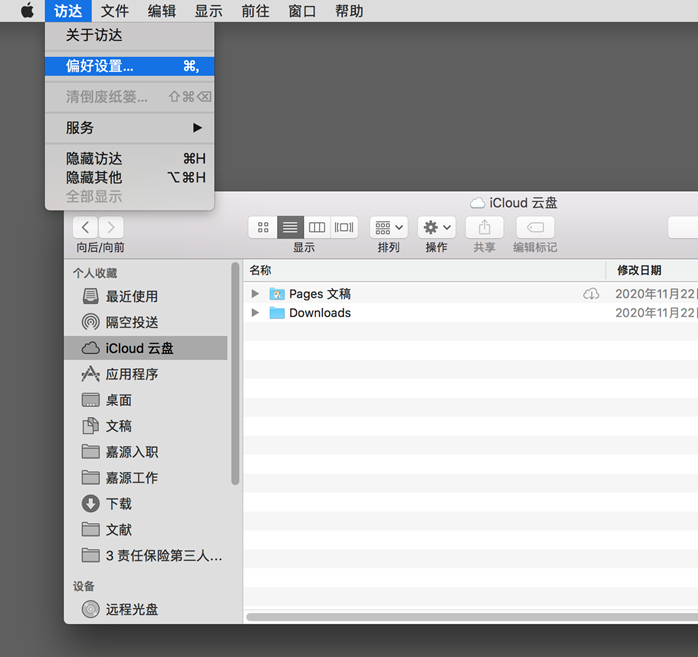 访达 文件 编辑 显示 前往 窗口 帮助
关于访达
偏好设置... ⌘,
清倒废纸篓... ⇧⌘⌫
服务 ▶
隐藏访达 ⌘H
隐藏其他 ⌥⌘H
全部显示
iCloud 云盘
向后/向前 显示 排列 操作 共享 编辑标记
个人收藏
最近使用
隔空投送
iCloud 云盘
应用程序
桌面
文稿
嘉源入职
嘉源工作
下载
文献
3 责任保险第三人...
设备
远程光盘
名称 修改日期
Pages 文稿 2020年11月22
Downloads 2020年11月22